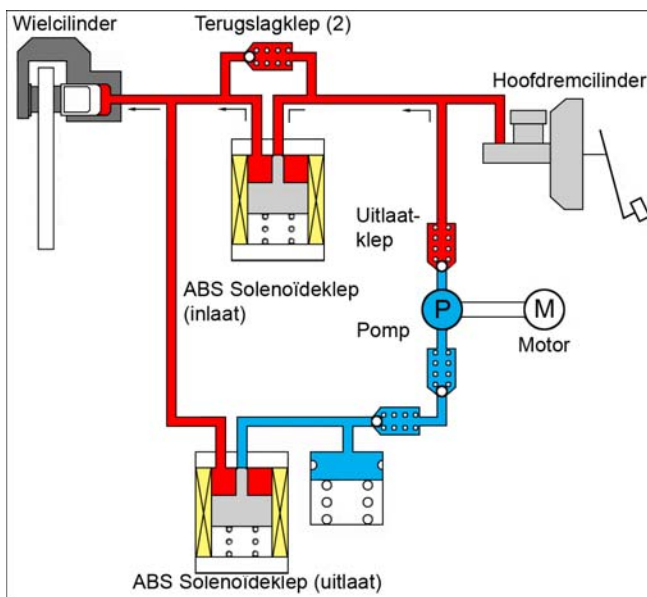 Wielcilinder
Terugslagklep (2)
Hoofdremcilinder
Uitlaat-
klep
ABS Solenoïdeklep
(inlaat)
P
M
Pomp
Motor
ABS Solenoïdeklep (uitlaat)